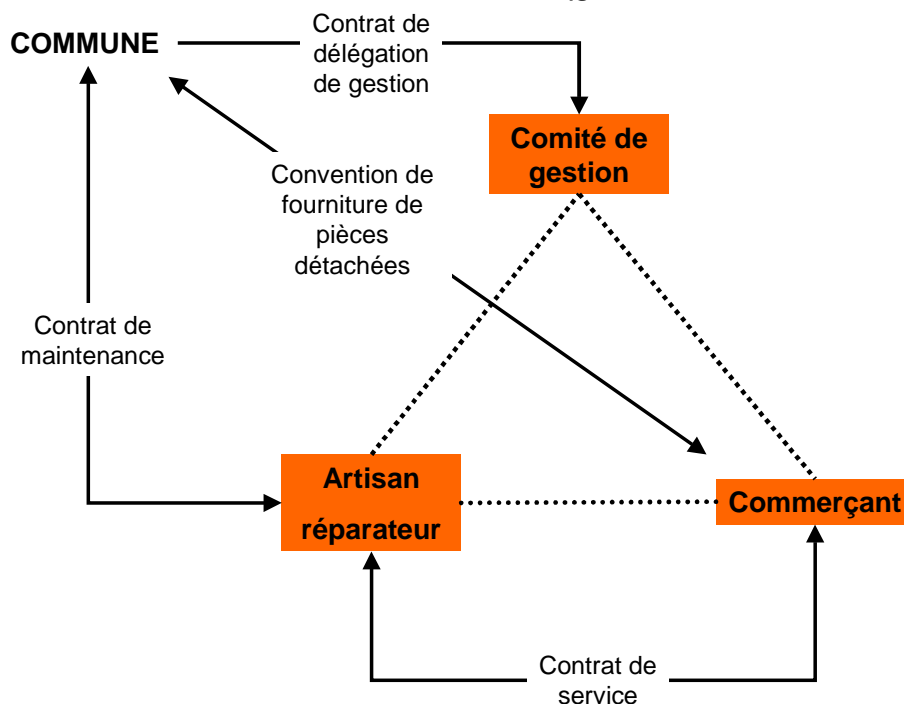 Contrat de
délégation
de gestion
COMMUNE
Comité de
gestion
Convention de
fourniture de
pièces
détachées
Contrat de
maintenance
Artisan
réparateur
Commerçant
Contrat de
service